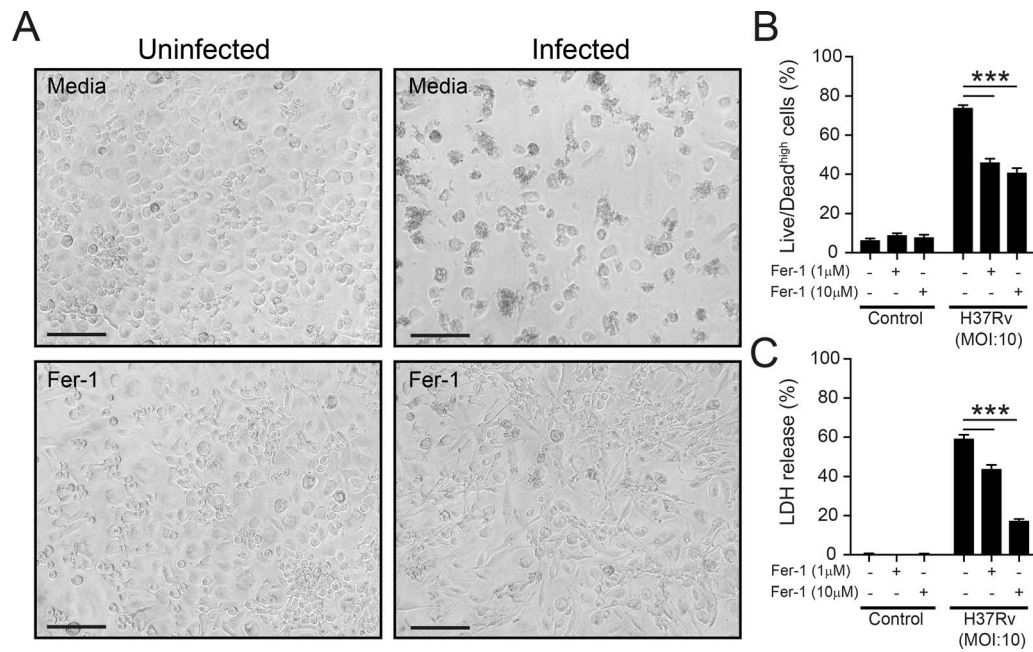 A
Uninfected
Infected
Media
Media
Fer-1
Fer-1
B
100
80
60
40
20
0
Live/Dead^high cells (%)
***
Fer-1 (1μM) - + - - + -
Fer-1 (10μM) - - + - - +
Control
H37Rv
(MOI:10)
C
100
80
60
40
20
0
LDH release (%)
***
Fer-1 (1μM) - + - - + -
Fer-1 (10μM) - - + - - +
Control
H37Rv
(MOI:10)